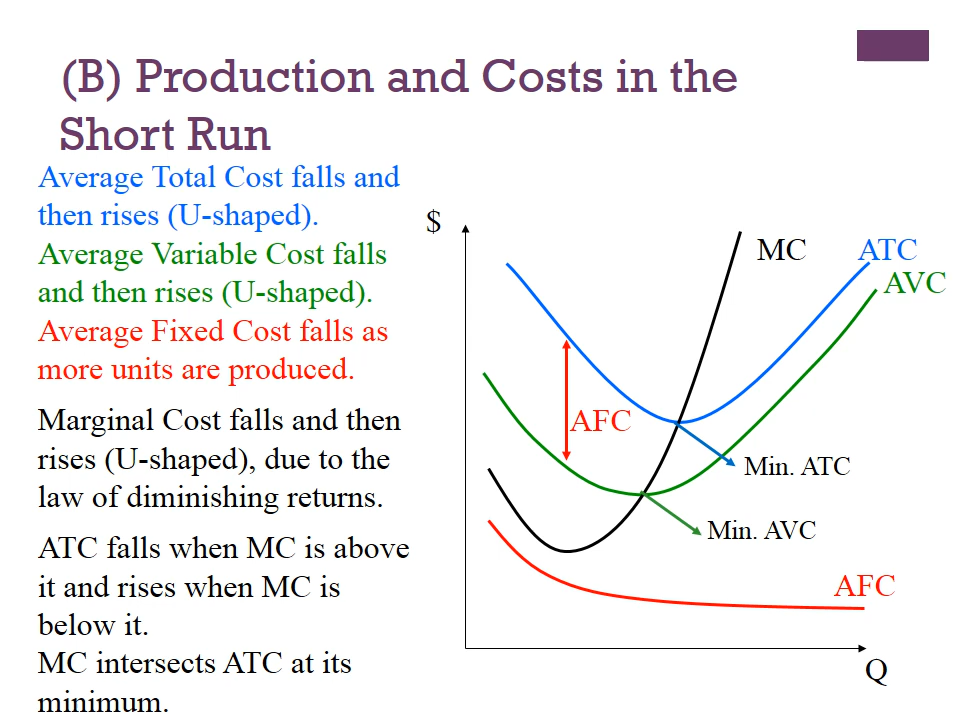 (B) Production and Costs in the
Short Run
Average Total Cost falls and
then rises (U-shaped).
Average Variable Cost falls
and then rises (U-shaped).
Average Fixed Cost falls as
more units are produced.
Marginal Cost falls and then
rises (U-shaped), due to the
law of diminishing returns.
ATC falls when MC is above
it and rises when MC is
below it.
MC intersects ATC at its
minimum.
$
MC
ATC
AVC
AFC
Min. ATC
Min. AVC
AFC
Q